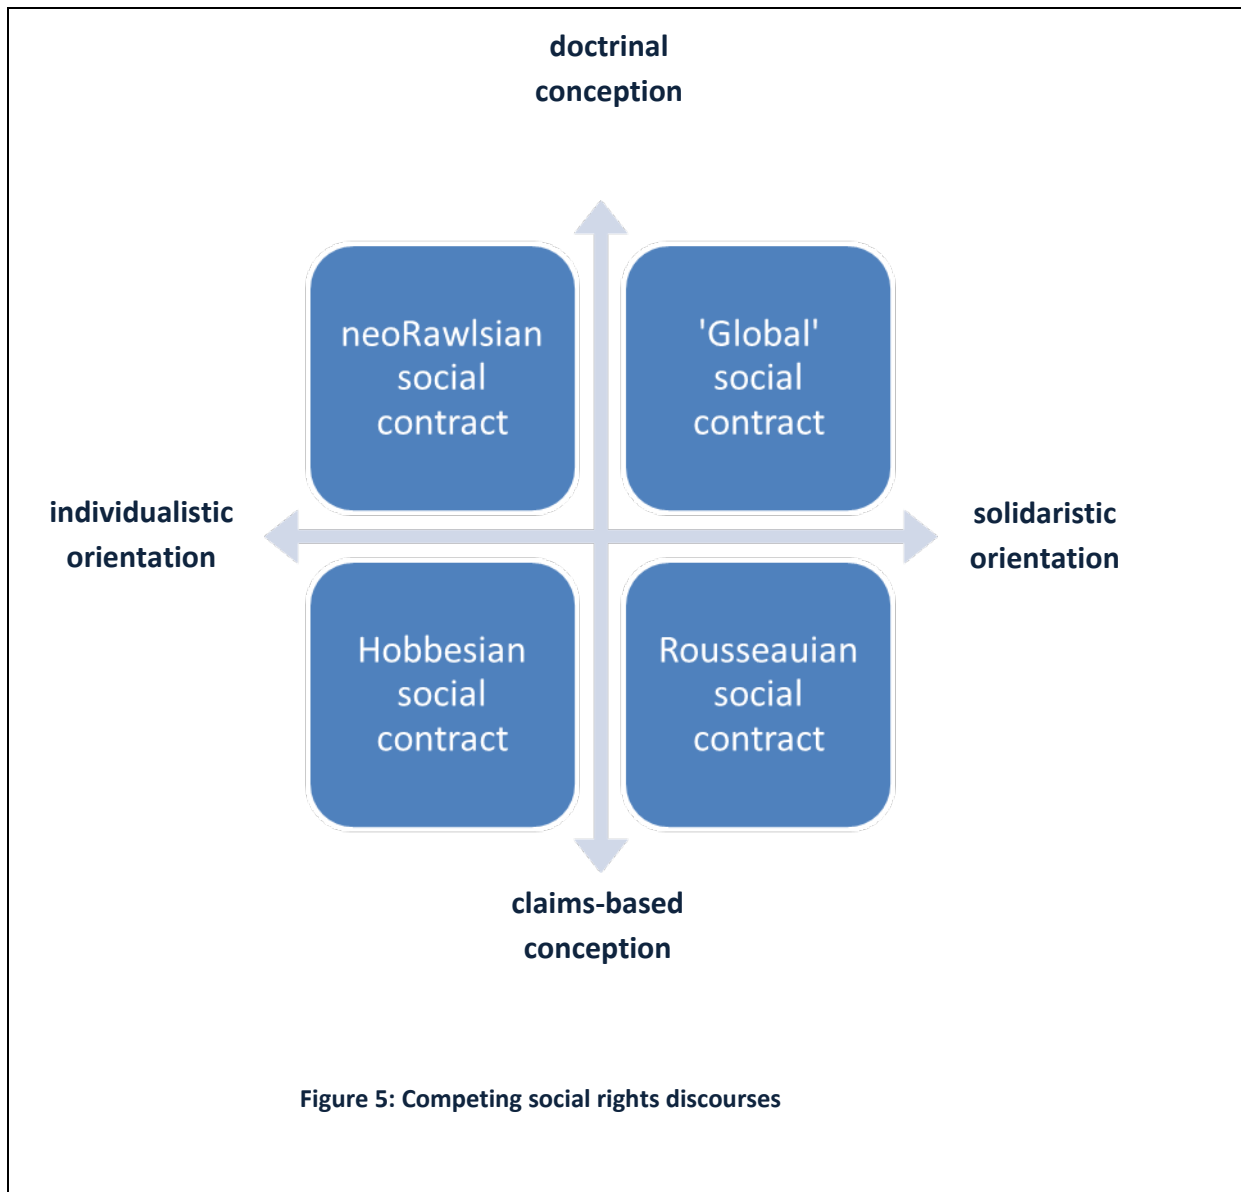 doctrinal
conception
neoRawlsian
social
contract
'Global'
social
contract
individualistic
orientation
solidaristic
orientation
Hobbesian
social
contract
Rousseauian
social
contract
claims-based
conception
Figure 5: Competing social rights discourses